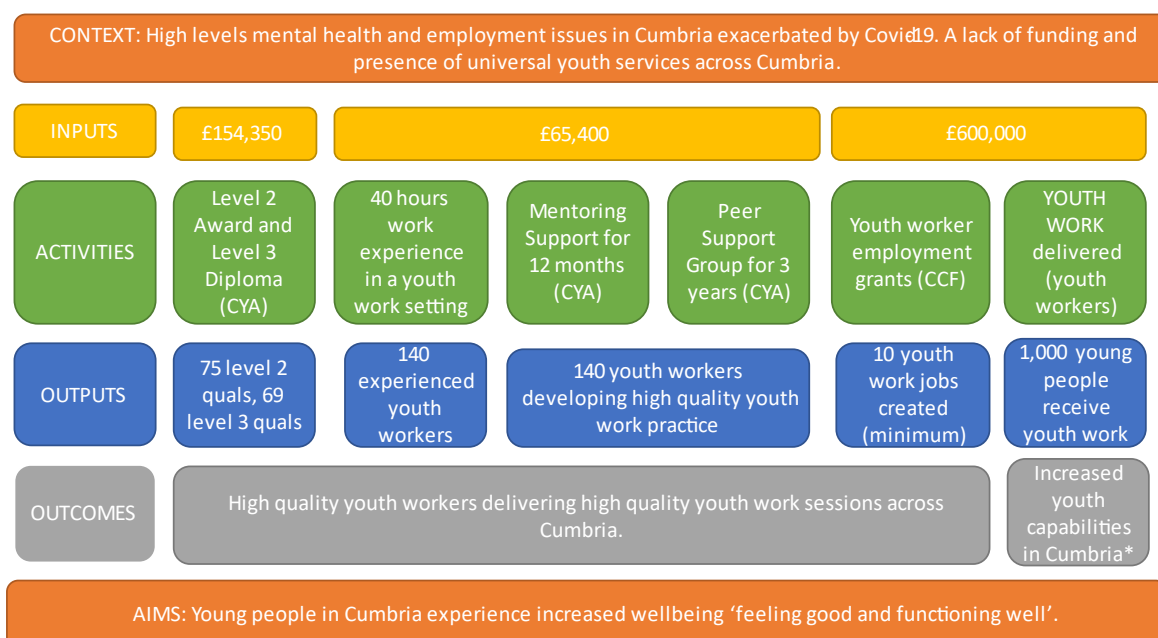 CONTEXT: High levels mental health and employment issues in Cumbria exacerbated by Covid-19. A lack of funding and
presence of universal youth services across Cumbria.
INPUTS
£154,350
£65,400
£600,000
ACTIVITIES
Level 2
Award and
Level 3
Diploma
(CYA)
40 hours
work
experience
in a youth
work setting
Mentoring
Support for
12 months
(CYA)
Peer
Support
Group for 3
years (CYA)
Youth worker
employment
grants (CCF)
YOUTH
WORK
delivered
(youth
workers)
OUTPUTS
75 level 2
quals, 69
level 3 quals
140
experienced
youth
workers
140 youth workers
developing high quality youth
work practice
10 youth
work jobs
created
(minimum)
1,000 young
people
receive
youth work
OUTCOMES
High quality youth workers delivering high quality youth work sessions across
Cumbria.
Increased
youth
capabilities
in Cumbria*
AIMS: Young people in Cumbria experience increased wellbeing ‘feeling good and functioning well’.